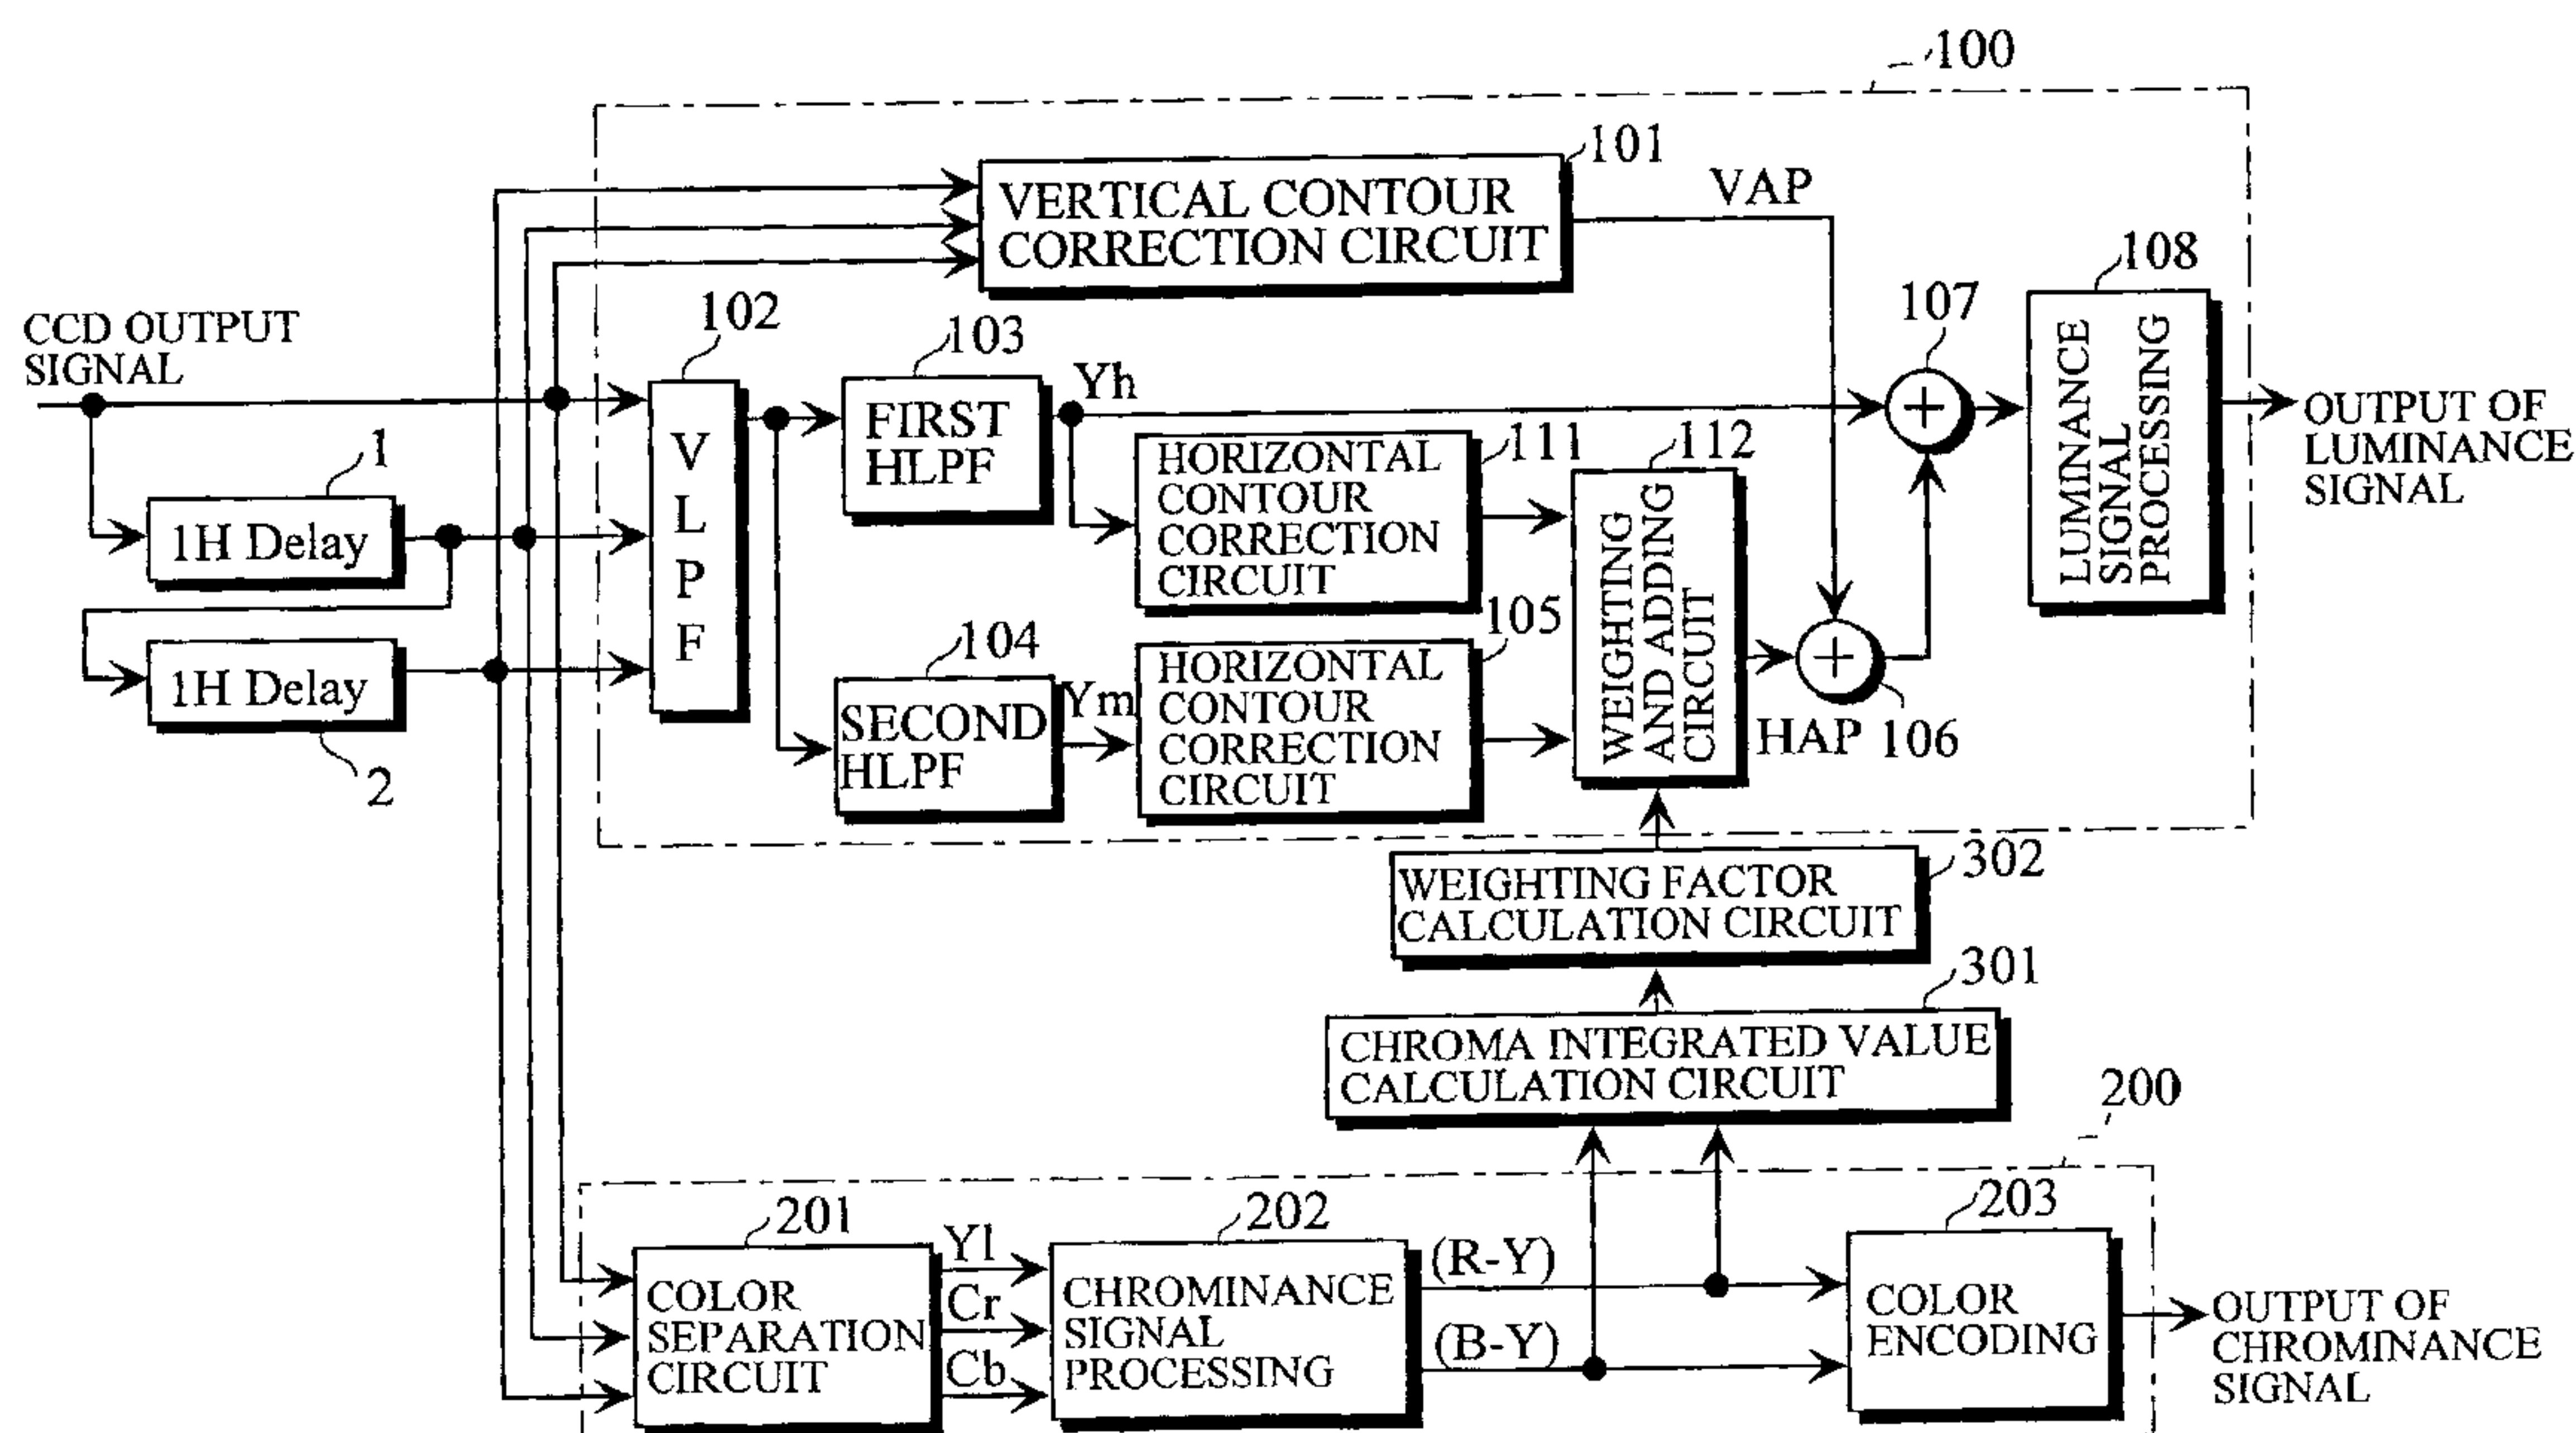 100
101
VERTICAL CONTOUR
CORRECTION CIRCUIT
VAP
108
LUMINANCE
SIGNAL
PROCESSING
107
+
CCD OUTPUT
SIGNAL
102
V
L
P
F
103
FIRST
HLPF
Yh
OUTPUT OF
LUMINANCE
SIGNAL
1
1H Delay
111
HORIZONTAL
CONTOUR
CORRECTION
CIRCUIT
112
WEIGHTING
AND ADDING
CIRCUIT
1H Delay
2
104
SECOND
HLPF
Ym
105
HORIZONTAL
CONTOUR
CORRECTION
CIRCUIT
+
HAP
106
302
WEIGHTING FACTOR
CALCULATION CIRCUIT
301
CHROMA INTEGRATED VALUE
CALCULATION CIRCUIT
200
201
COLOR
SEPARATION
CIRCUIT
Yl
Cr
Cb
202
CHROMINANCE
SIGNAL
PROCESSING
(R-Y)
(B-Y)
203
COLOR
ENCODING
OUTPUT OF
CHROMINANCE
SIGNAL